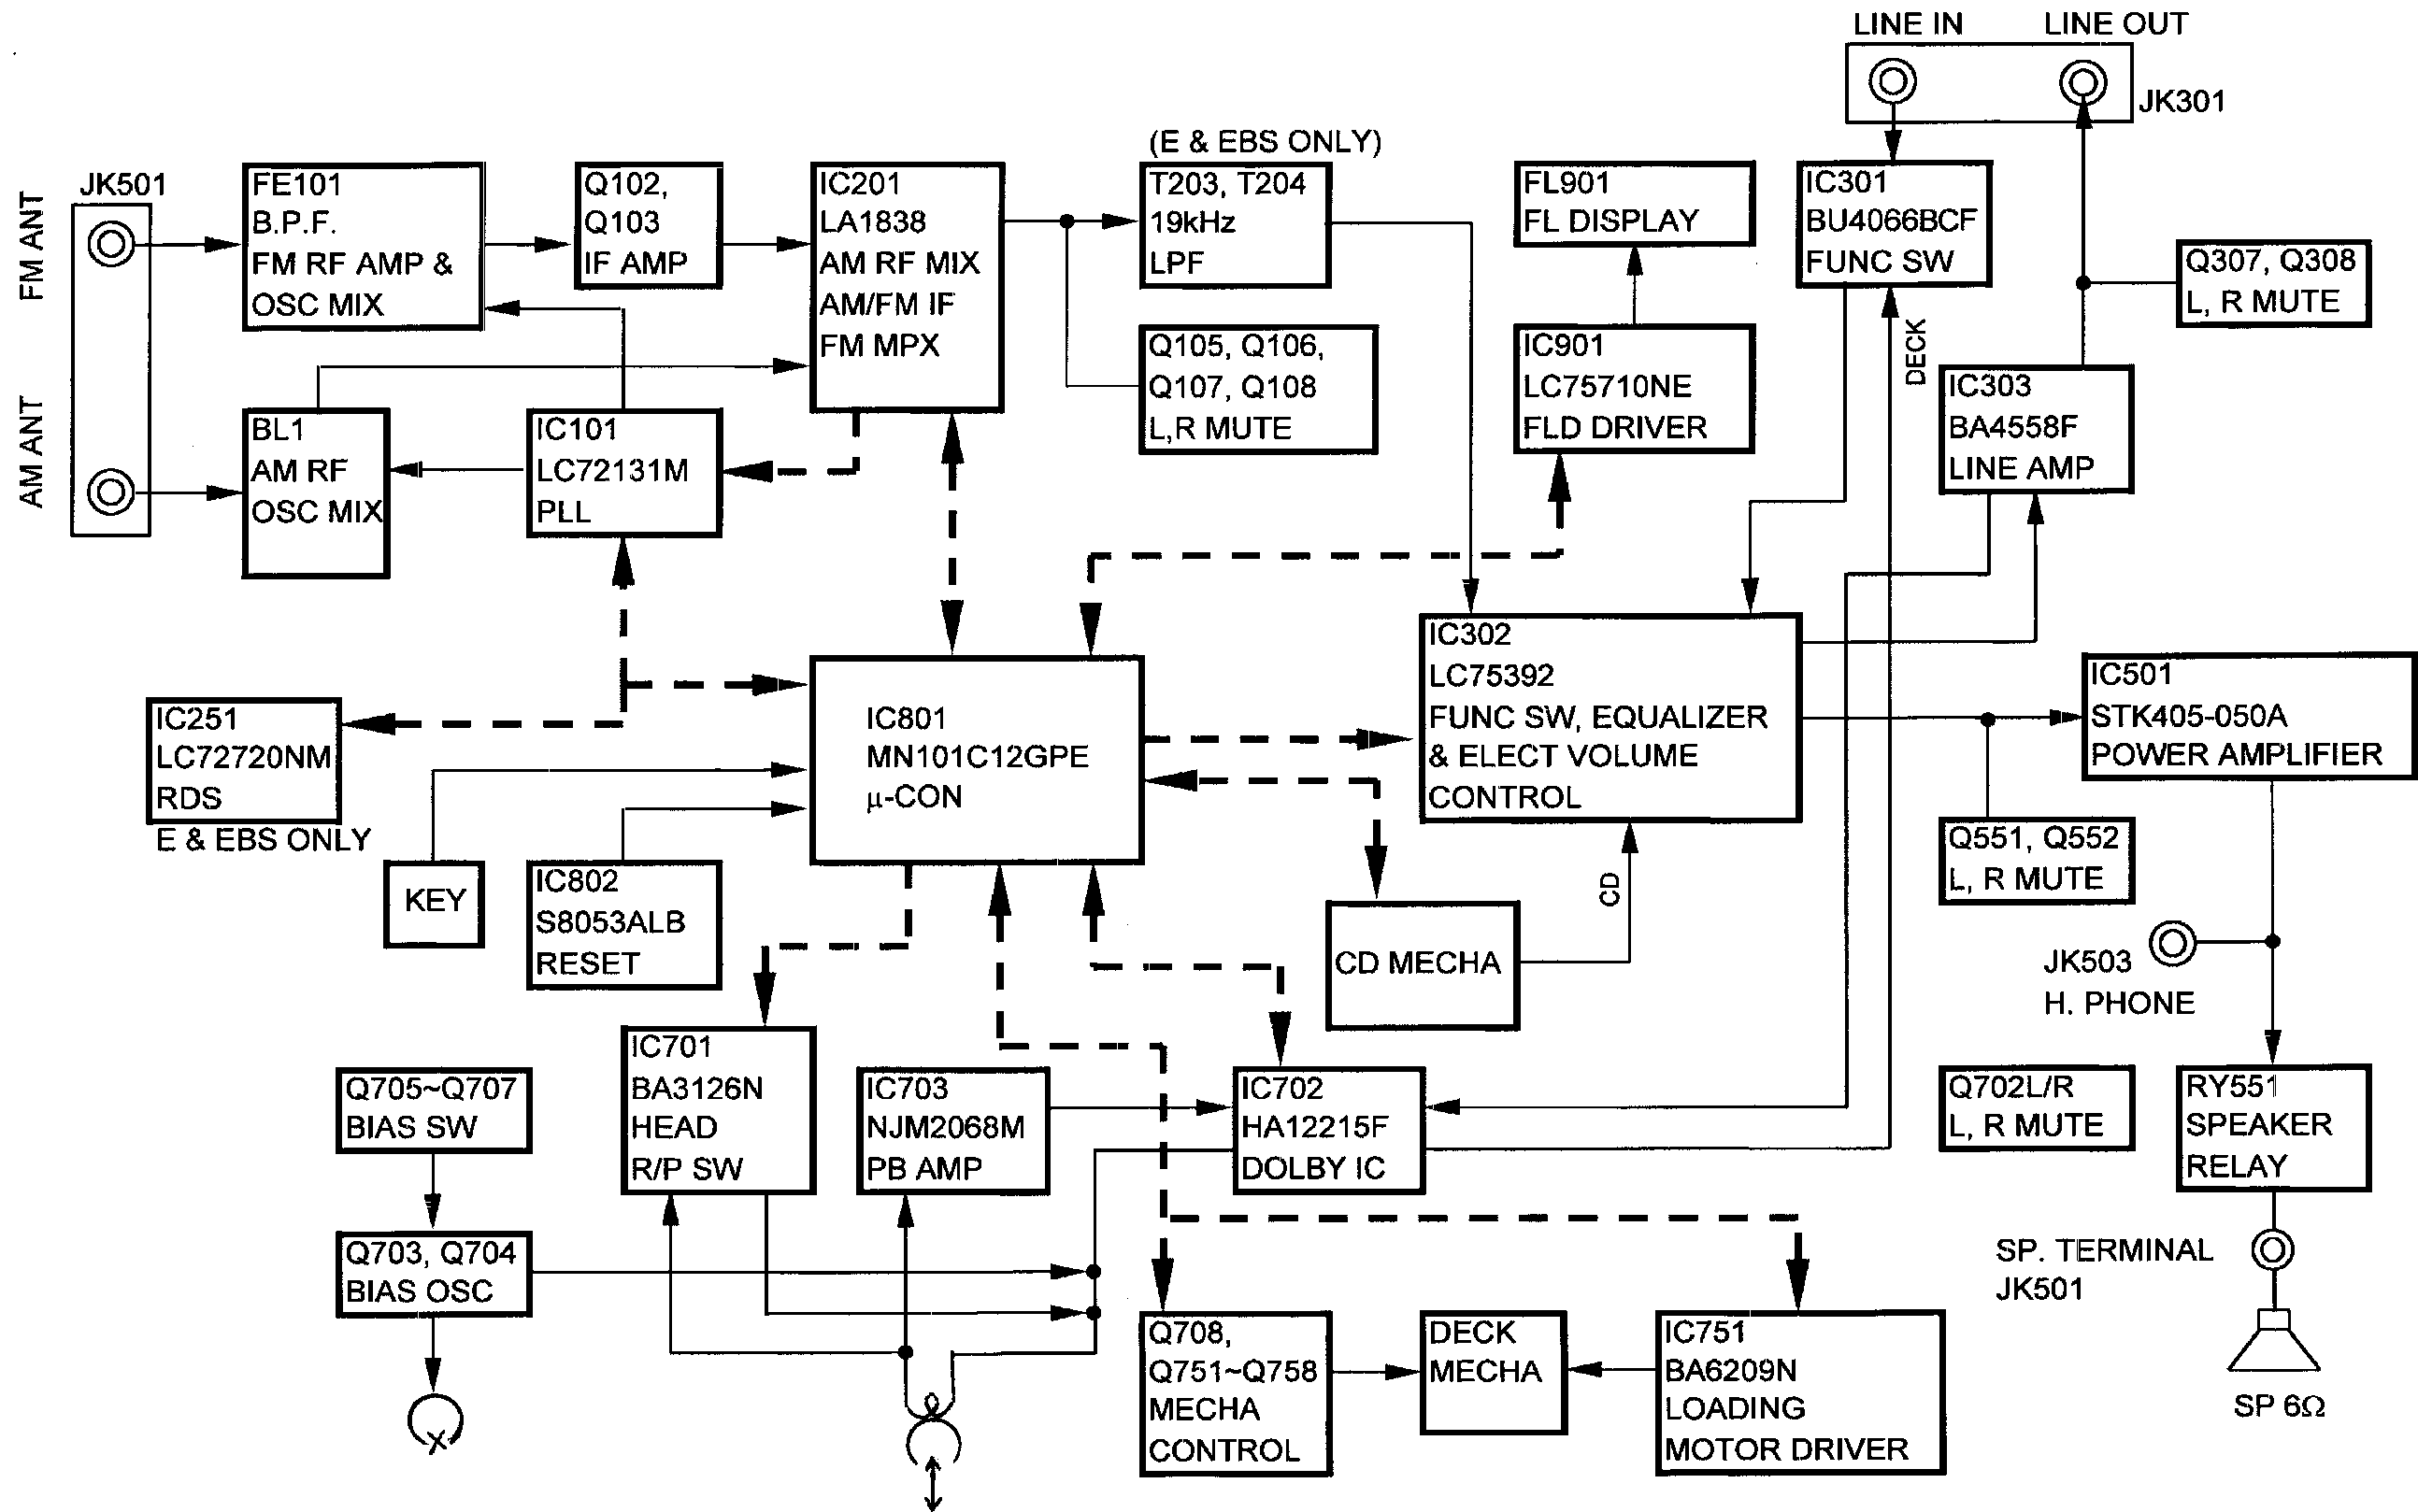 LINE IN
LINE OUT
JK301
FM ANT
AM ANT
JK501
FE101
B.P.F.
FM RF AMP &
OSC MIX
Q102,
Q103
IF AMP
IC201
LA1838
AM RF MIX
AM/FM IF
FM MPX
(E & EBS ONLY)
T203, T204
19kHz
LPF
Q105, Q106,
Q107, Q108
L,R MUTE
FL901
FL DISPLAY
IC901
LC75710NE
FLD DRIVER
IC301
BU4066BCF
FUNC SW
DECK
Q307, Q308
L, R MUTE
IC303
BA4558F
LINE AMP
BL1
AM RF
OSC MIX
IC101
LC72131M
PLL
IC251
LC72720NM
RDS
E & EBS ONLY
KEY
IC802
S8053ALB
RESET
IC801
MN101C12GPE
μ-CON
IC302
LC75392
FUNC SW, EQUALIZER
& ELECT VOLUME
CONTROL
IC501
STK405-050A
POWER AMPLIFIER
Q551, Q552
L, R MUTE
CD
CD MECHA
JK503
H. PHONE
Q705~Q707
BIAS SW
IC701
BA3126N
HEAD
R/P SW
IC703
NJM2068M
PB AMP
IC702
HA12215F
DOLBY IC
Q702L/R
L, R MUTE
RY551
SPEAKER
RELAY
Q703, Q704
BIAS OSC
SP. TERMINAL
JK501
Q708,
Q751~Q758
MECHA
CONTROL
DECK
MECHA
IC751
BA6209N
LOADING
MOTOR DRIVER
SP 6Ω